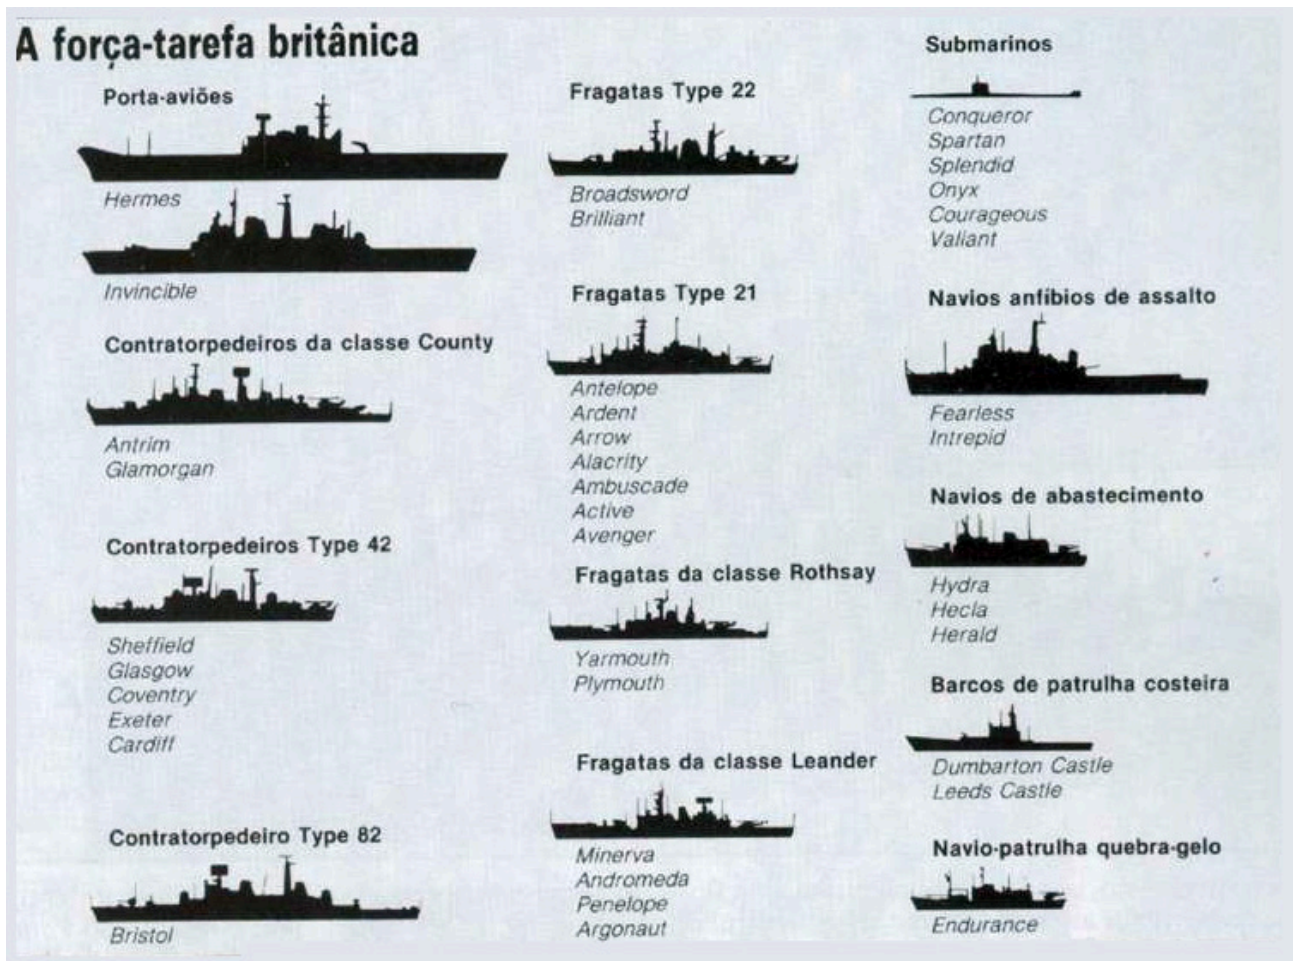 A força-tarefa britânica
Porta-aviões
Hermes
Invincible
Contratorpedeiros da classe County
Antrim
Glamorgan
Contratorpedeiros Type 42
Sheffield
Glasgow
Coventry
Exeter
Cardiff
Contratorpedeiro Type 82
Bristol
Fragatas Type 22
Broadsword
Brilliant
Fragatas Type 21
Antelope
Ardent
Arrow
Alacrity
Ambuscade
Active
Avenger
Fragatas da classe Rothsay
Yarmouth
Plymouth
Fragatas da classe Leander
Minerva
Andromeda
Penelope
Argonaut
Submarinos
Conqueror
Spartan
Splendid
Onyx
Courageous
Valiant
Navios anfíbios de assalto
Fearless
Intrepid
Navios de abastecimento
Hydra
Hecla
Herald
Barcos de patrulha costeira
Dumbarton Castle
Leeds Castle
Navio-patrulha quebra-gelo
Endurance